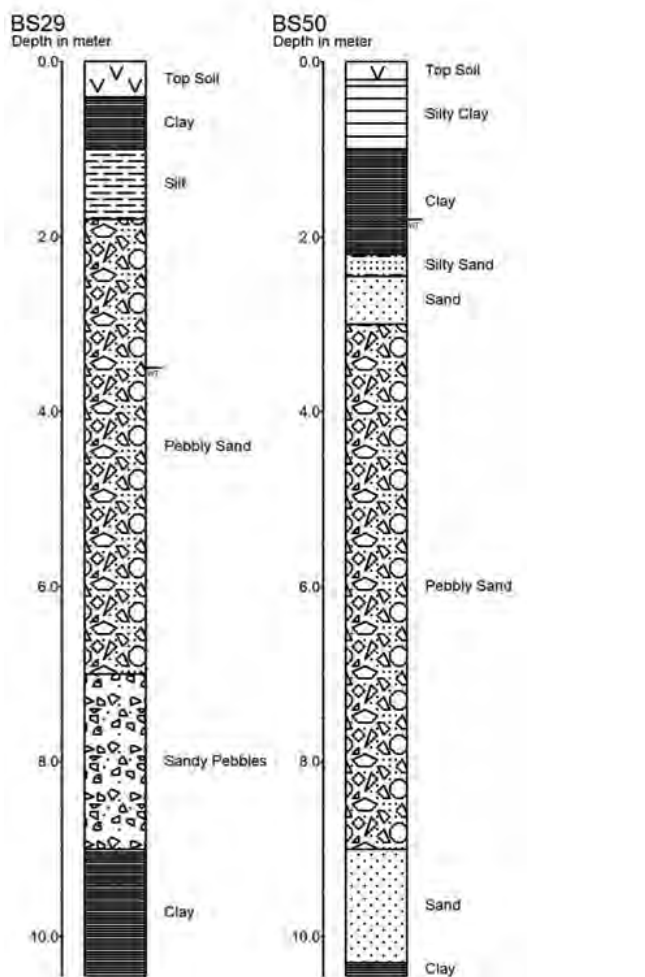 BS29
Depth in meter
0.0
Top Soil
Clay
Silt
2.0
WT
4.0
Pebbly Sand
6.0
8.0
Sandy Pebbles
Clay
10.0
BS50
Depth in meter
0.0
Top Soil
Silty Clay
Clay
WT
2.0
Silty Sand
Sand
4.0
6.0
Pebbly Sand
8.0
Sand
10.0
Clay